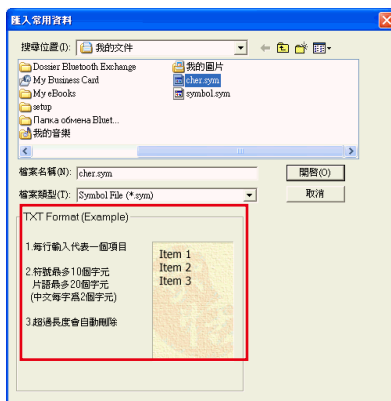 匯入常用資料
搜尋位置(I): 我的文件
Dossier Bluetooth Exchange
My Business Card
My eBooks
setup
Папка обмена Bluet...
我的音樂
我的圖片
cher.sym
symbol.sym
檔案名稱(N): cher.sym
開啓(O)
檔案類型(T): Symbol File (*.sym)
取消
TXT Format (Example)
1.每行輸入代表一個項目
2.符號最多10個字元
片語最多20個字元
(中文每字爲2個字元)
3.超過長度會自動刪除
Item 1
Item 2
Item 3